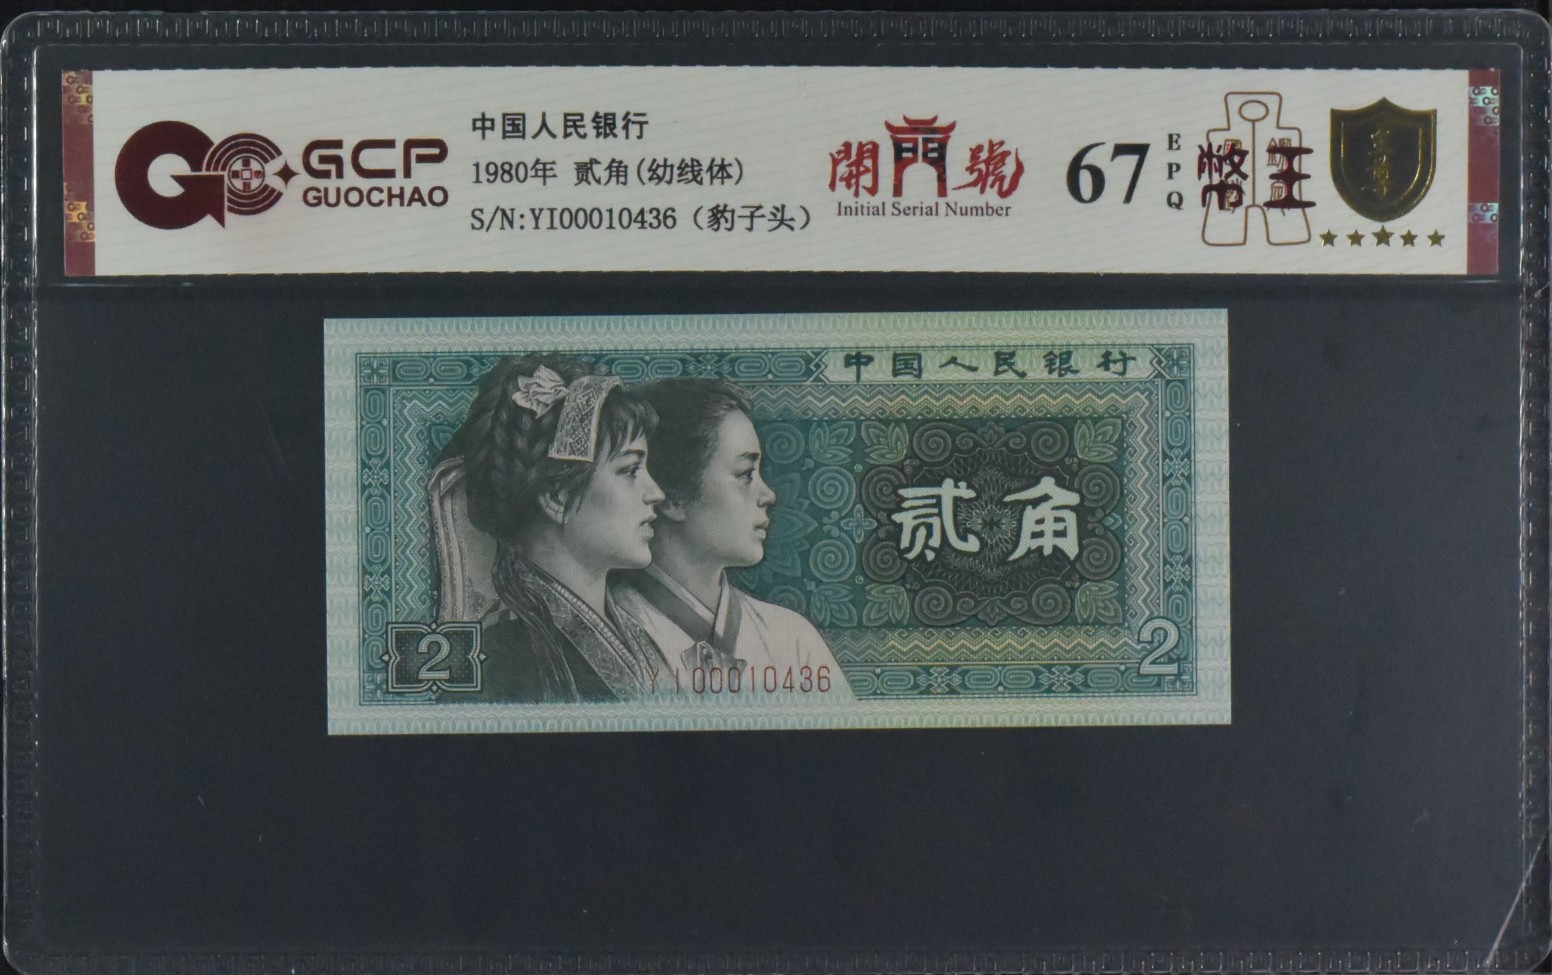 GCP
GUOCHAO
中国人民银行
1980年 贰角(幼线体)
S/N:YI00010436（豹子头）
開門號
Initial Serial Number
67
EPQ
幣王
中国人民银行
贰角
2
2
YI00010436